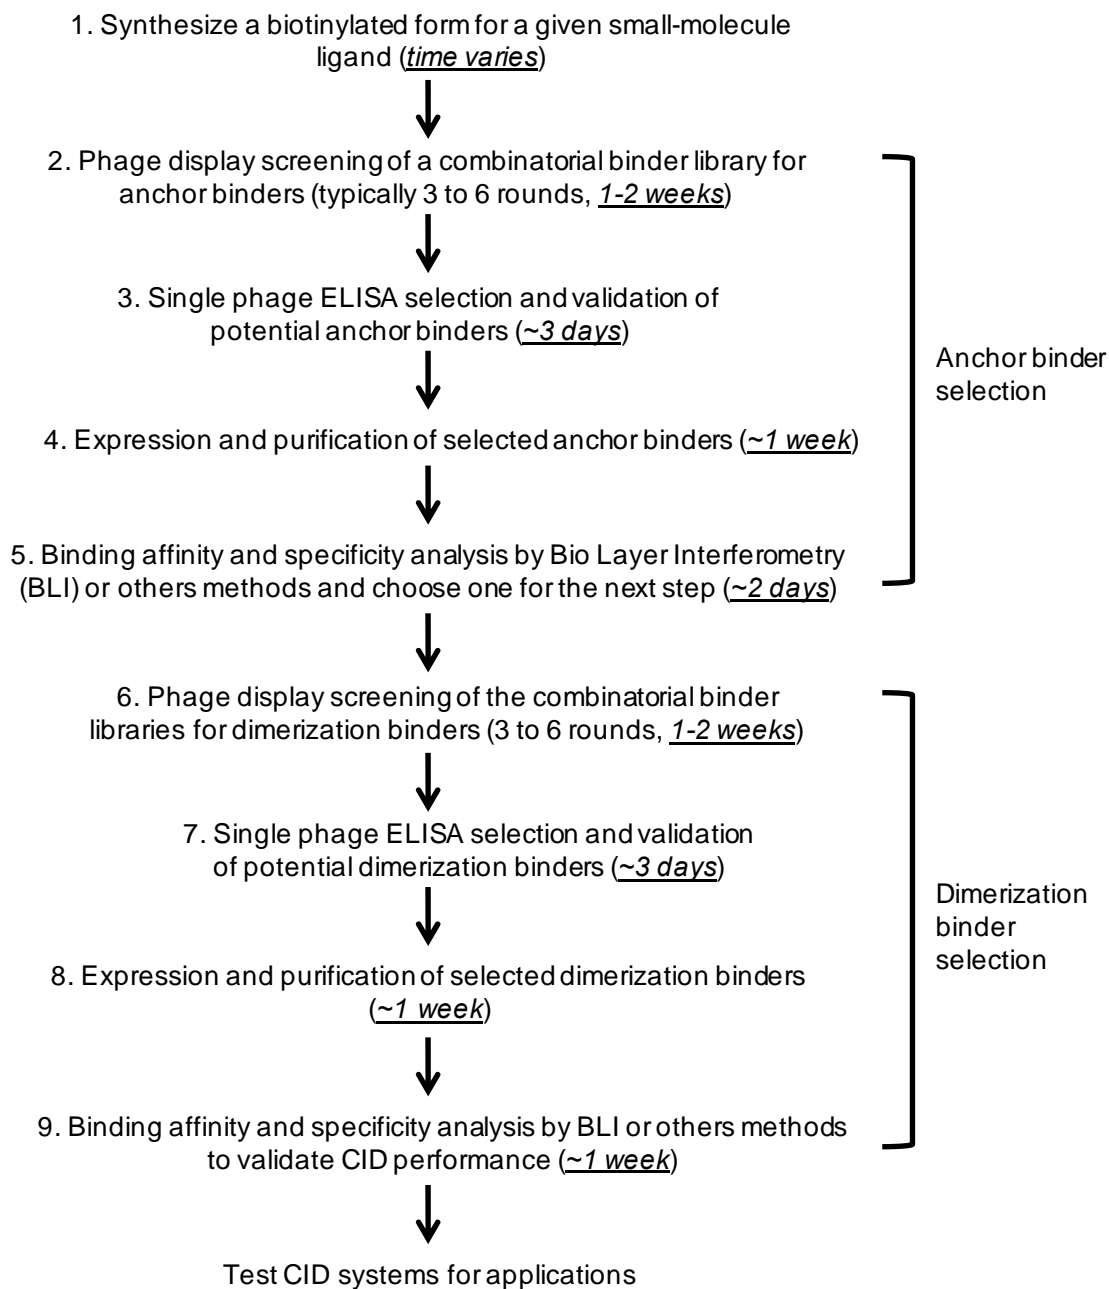 1. Synthesize a biotinylated form for a given small-molecule
ligand (time varies)
2. Phage display screening of a combinatorial binder library for
anchor binders (typically 3 to 6 rounds, 1-2 weeks)
3. Single phage ELISA selection and validation of
potential anchor binders (~3 days)
4. Expression and purification of selected anchor binders (~1 week)
5. Binding affinity and specificity analysis by Bio Layer Interferometry
(BLI) or others methods and choose one for the next step (~2 days)
Anchor binder
selection
6. Phage display screening of the combinatorial binder
libraries for dimerization binders (3 to 6 rounds, 1-2 weeks)
7. Single phage ELISA selection and validation
of potential dimerization binders (~3 days)
8. Expression and purification of selected dimerization binders
(~1 week)
9. Binding affinity and specificity analysis by BLI or others methods
to validate CID performance (~1 week)
Dimerization
binder
selection
Test CID systems for applications